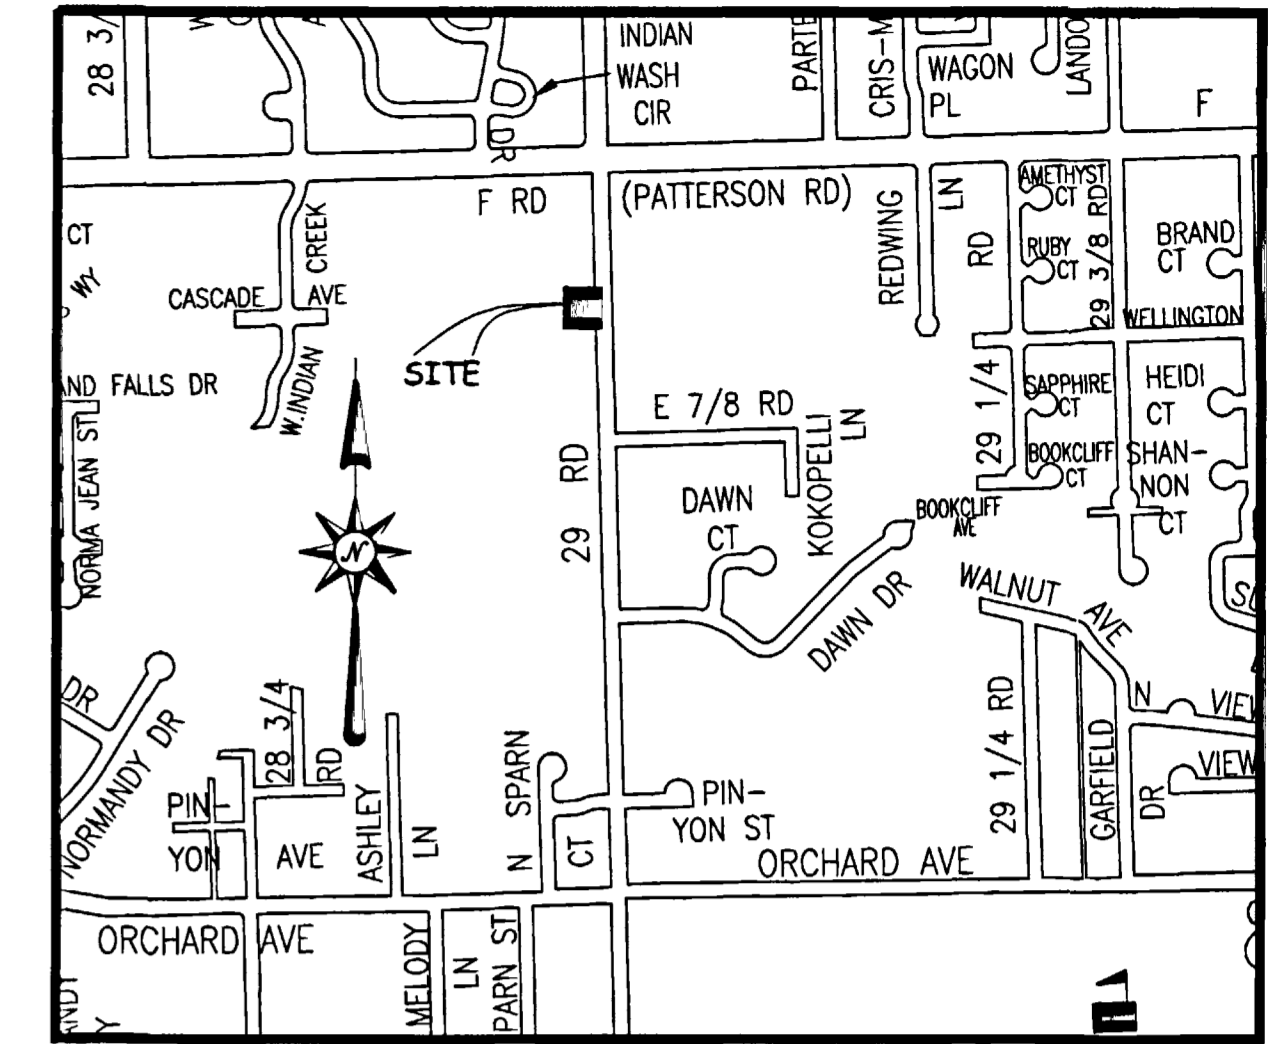 28 3/
INDIAN
WASH
CIR
DR
PARTE
CRIS-M
WAGON
PL
LANDO
F
F RD
(PATTERSON RD)
CT
WY
CREEK
CASCADE AVE
W.INDIAN
AND FALLS DR
NORMA JEAN ST
SITE
REDWING
LN
RD
29 1/4
AMETHYST
CT
RUBY
CT
29 3/8 RD
BRAND
CT
WELLINGTON
SAPPHIRE
CT
HEIDI
CT
BOOKCLIFF
CT
SHAN-
NON
CT
E 7/8 RD
KOKOPELLI
LN
29 RD
DAWN
CT
BOOKCLIFF
AVE
DAWN DR
N
WALNUT AVE
DR
NORMANDY DR
28 3/4
RD
PIN-
YON AVE
ASHLEY
LN
N SPARN
CT
PIN-
YON ST
29 1/4 RD
GARFIELD
N
DR
VIEW
ORCHARD AVE
ORCHARD AVE
MELODY
LN
PARN ST